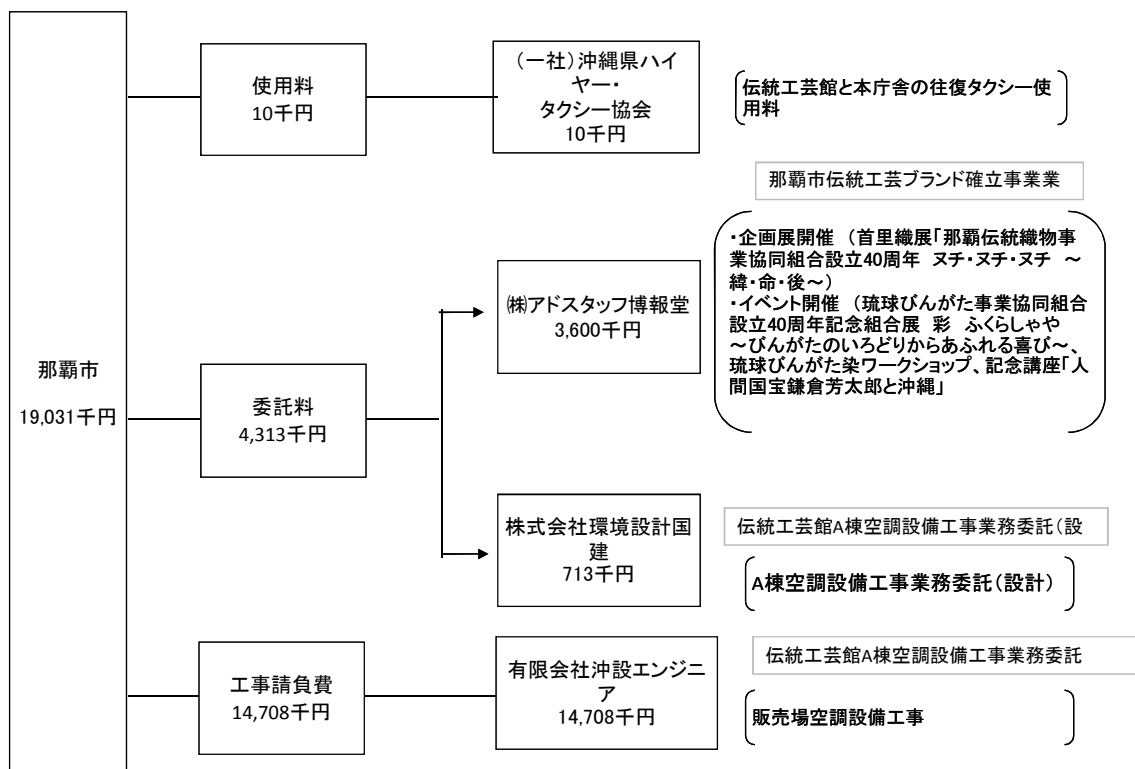 那覇市
19,031千円
使用料
10千円
(一社)沖縄県ハイ
ヤー・
タクシー協会
10千円
伝統工芸館と本庁舎の往復タクシー使
用料
委託料
4,313千円
㈱アドスタッフ博報堂
3,600千円
那覇市伝統工芸ブランド確立事業業
・企画展開催 (首里織展「那覇伝統織物事
業協同組合設立40周年 ヌチ・ヌチ・ヌチ ~
緯・命・後~)
・イベント開催 (琉球びんがた事業協同組合
設立40周年記念組合展 彩 ふくらしゃや
~びんがたのいろどりからあふれる喜び~、
琉球びんがた染ワークショップ、記念講座「人
間国宝鎌倉芳太郎と沖縄」
株式会社環境設計国
建
713千円
伝統工芸館A棟空調設備工事業務委託(設
A棟空調設備工事業務委託(設計)
工事請負費
14,708千円
有限会社沖設エンジニ
ア
14,708千円
伝統工芸館A棟空調設備工事業務委託
販売場空調設備工事